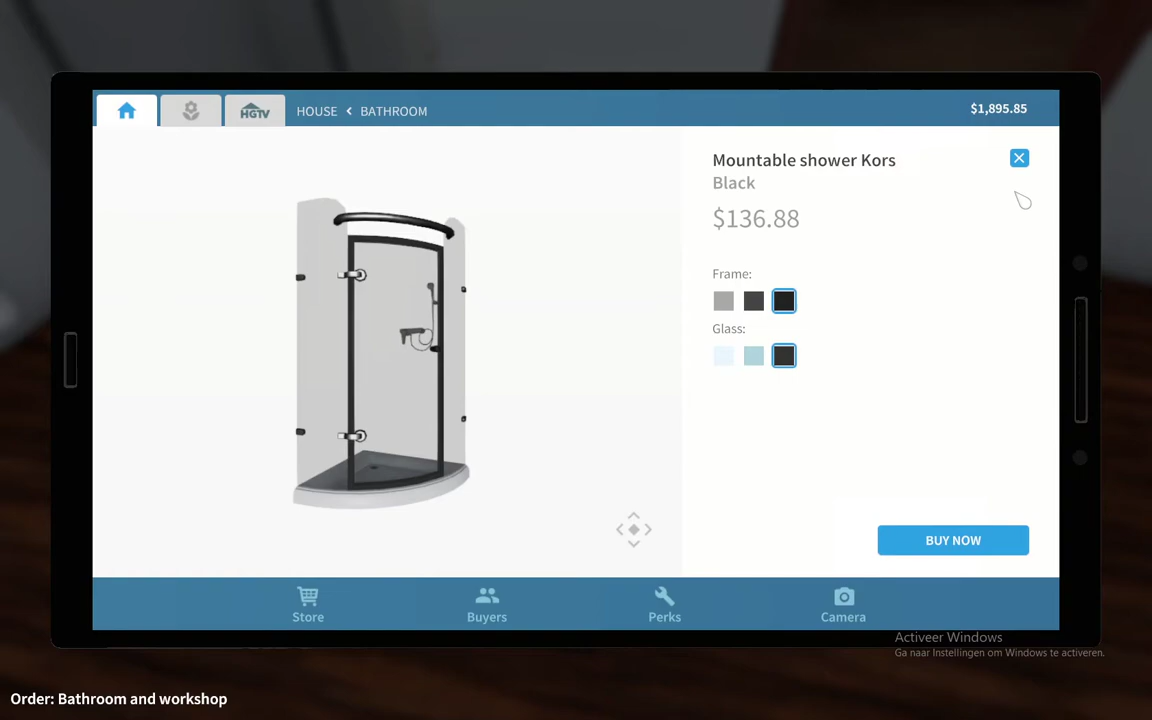 HGTV
HOUSE < BATHROOM
$1,895.85
Mountable shower Kors
Black
$136.88
Frame:
Glass:
BUY NOW
Store
Buyers
Perks
Camera
Activeer Windows
Ga naar Instellingen om Windows te activeren.
Order: Bathroom and workshop